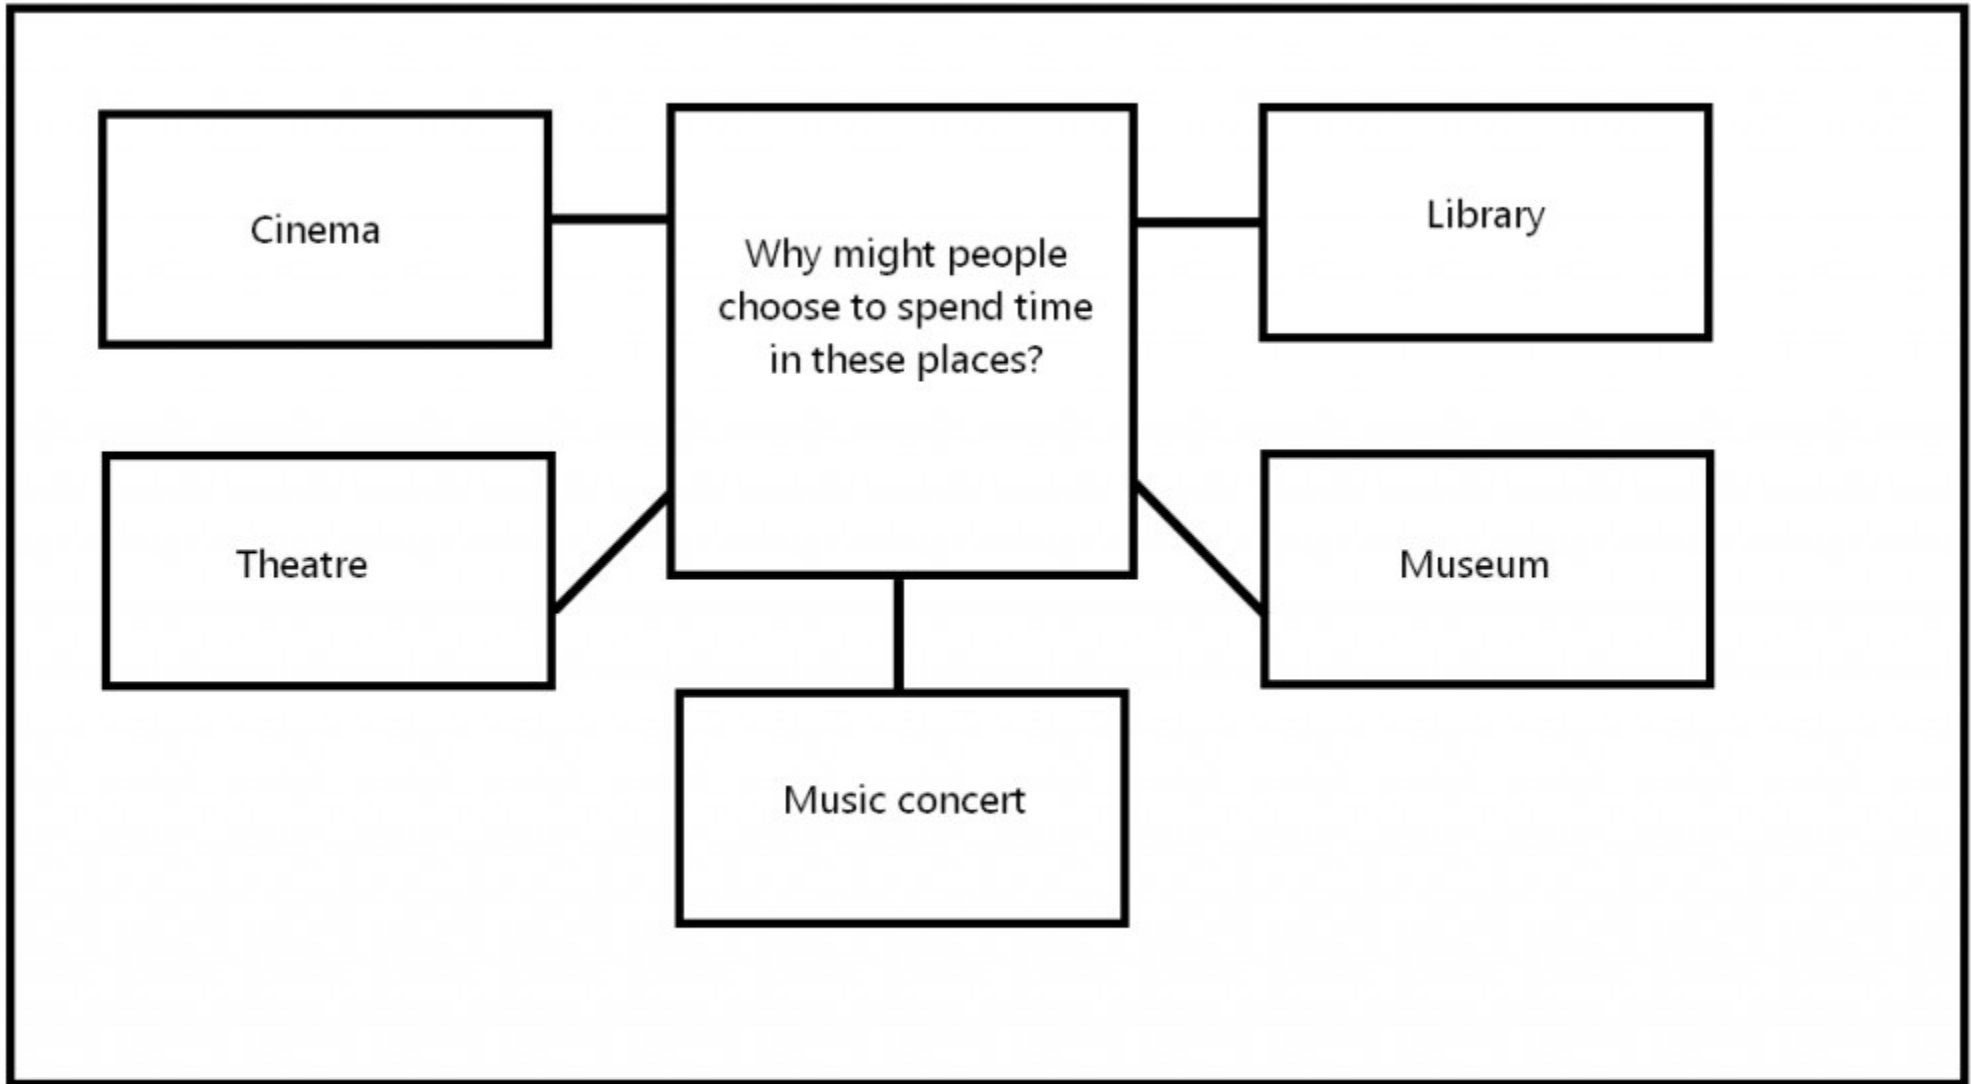 Cinema
Why might people
choose to spend time
in these places?
Library
Theatre
Museum
Music concert